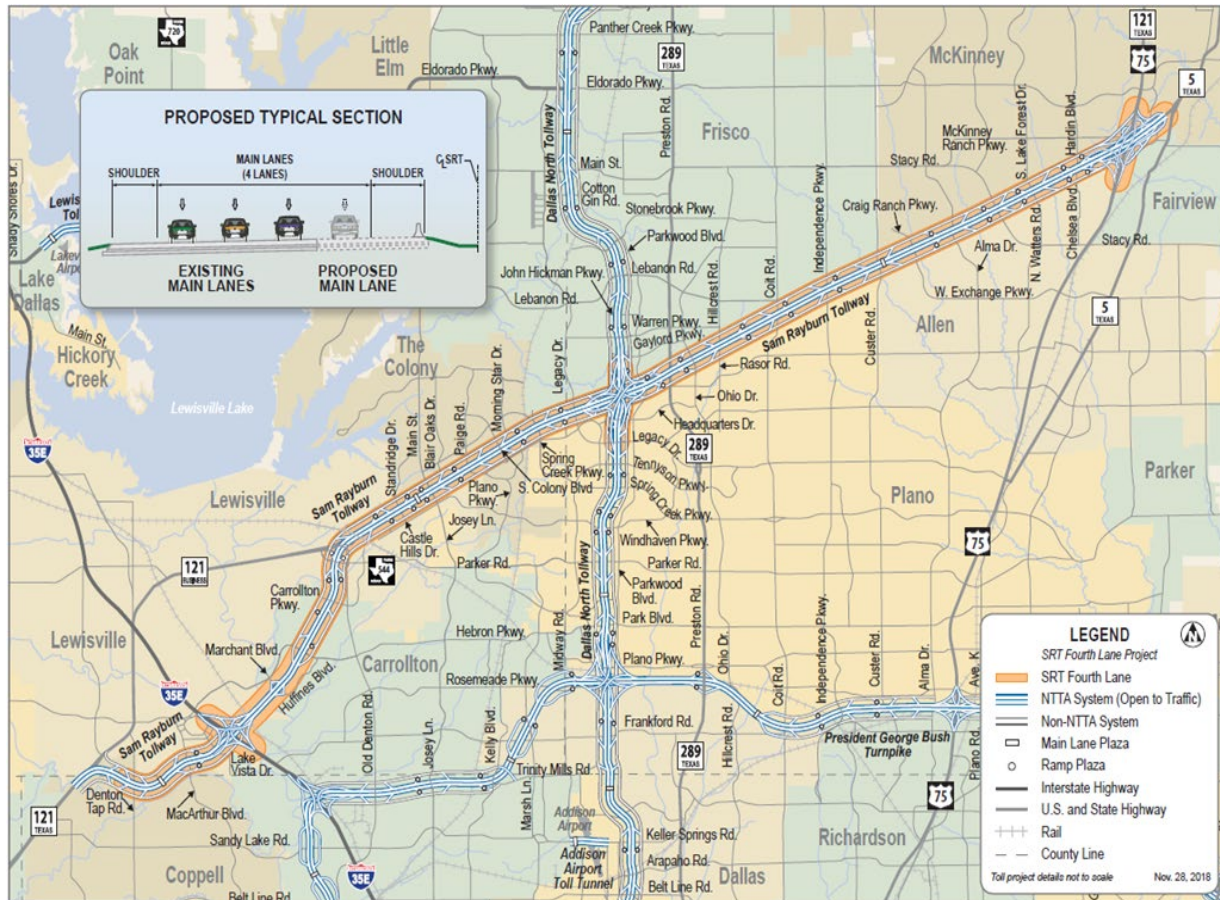 720
TEXAS
Oak
Point
Little
Elm
Eldorado Pkwy.
Panther Creek Pkwy.
289
TEXAS
Eldorado Pkwy.
Preston Rd.
Frisco
McKinney
121
TEXAS
75
5
TEXAS
PROPOSED TYPICAL SECTION
MAIN LANES
(4 LANES)
SHOULDER
SHOULDER
CL SRT
EXISTING
MAIN LANES
PROPOSED
MAIN LANE
Shady Shores Dr.
Lake
Dallas
Main St.
Hickory
Creek
Lewisville Lake
35E
Dallas North Tollway
Main St.
Cotton
Gin Rd.
Stonebrook Pkwy.
Parkwood Blvd.
John Hickman Pkwy.
Lebanon Rd.
Lebanon Rd.
Hillcrest Rd.
Coit Rd.
Independence Pkwy.
Warren Pkwy.
Gaylord Pkwy.
Stacy Rd.
McKinney
Ranch Pkwy.
S. Lake Forest Dr.
Hardin Blvd.
Craig Ranch Pkwy.
Alma Dr.
N. Watters Rd.
Chelsea Blvd.
Stacy Rd.
Fairview
W. Exchange Pkwy.
Custer Rd.
Allen
5
TEXAS
Sam Rayburn Tollway
Rasor Rd.
Ohio Dr.
Headquarters Dr.
The
Colony
Legacy Dr.
Morning Star Dr.
Paige Rd.
Blair Oaks Dr.
Main St.
Standridge Dr.
Spring
Creek Pkwy.
S. Colony Blvd
Plano
Pkwy.
Josey Ln.
Castle
Hills Dr.
Parker Rd.
Legacy Dr.
289
TEXAS
Tennyson Pkwy.
Spring Creek Pkwy.
Windhaven Pkwy.
Parker Rd.
Parkwood
Blvd.
Park Blvd.
Plano
Parker
75
Lewisville
Sam Rayburn
Tollway
544
121
BUSINESS
Carrollton
Pkwy.
Lewisville
Marchant Blvd.
Huffines Blvd.
35E
Sam Rayburn
Tollway
Lake
Vista Dr.
Denton
Tap Rd.
MacArthur Blvd.
121
TEXAS
Sandy Lake Rd.
Coppell
Belt Line Rd.
35E
Carrollton
Hebron Pkwy.
Rosemeade Pkwy.
Old Denton Rd.
Josey Ln.
Kelly Blvd.
Trinity Mills Rd.
Midway Rd.
Dallas North Tollway
Plano Pkwy.
Preston Rd.
Ohio Dr.
Coit Rd.
Independence Pkwy.
Custer Rd.
Alma Dr.
Ave. K
Frankford Rd.
Hillcrest Rd.
President George Bush
Turnpike
Plano Rd.
289
TEXAS
75
Marsh Ln.
Addison
Airport
Addison
Airport
Toll Tunnel
Keller Springs Rd.
Arapaho Rd.
Belt Line Rd.
Dallas
Richardson
LEGEND
SRT Fourth Lane Project
SRT Fourth Lane
NTTA System (Open to Traffic)
Non-NTTA System
Main Lane Plaza
Ramp Plaza
Interstate Highway
U.S. and State Highway
Rail
County Line
Toll project details not to scale
Nov. 28, 2018